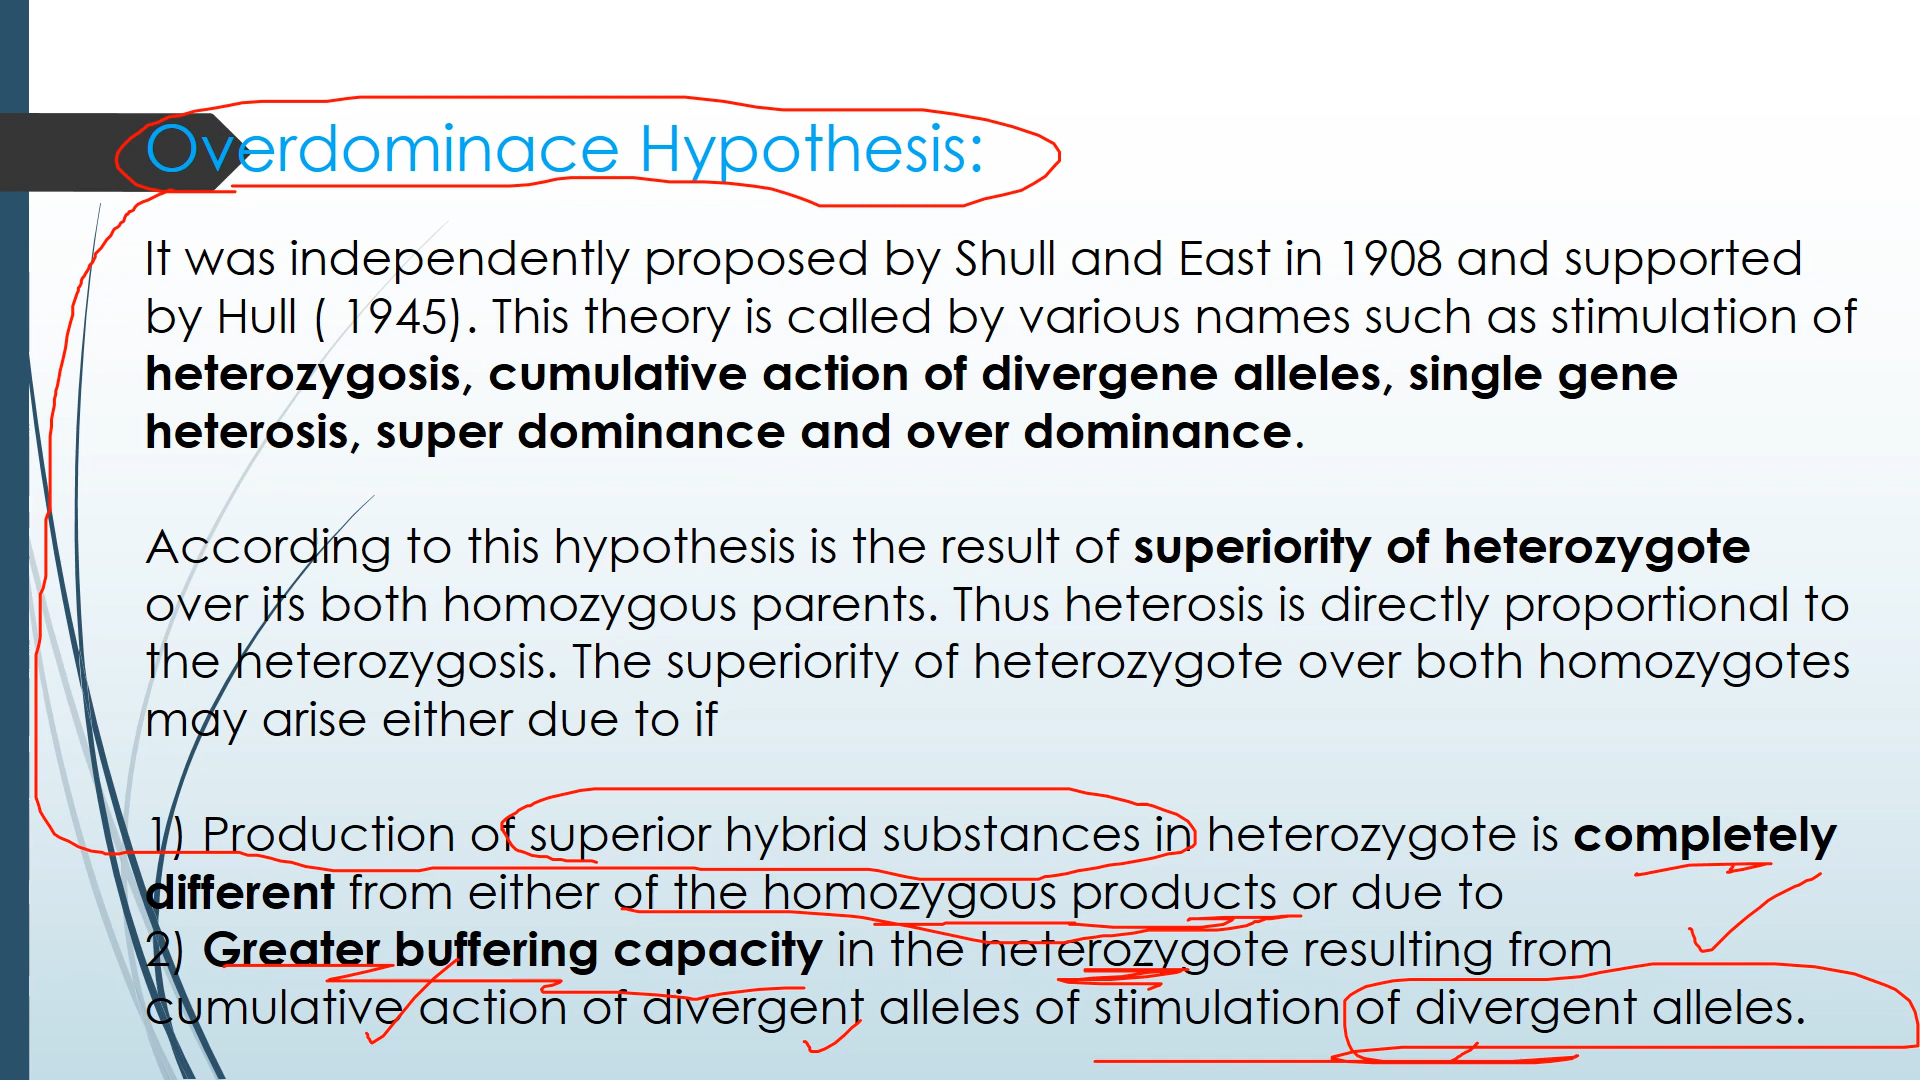 Overdominace Hypothesis:
It was independently proposed by Shull and East in 1908 and supported
by Hull ( 1945). This theory is called by various names such as stimulation of
heterozygosis, cumulative action of divergene alleles, single gene
heterosis, super dominance and over dominance.
According to this hypothesis is the result of superiority of heterozygote
over its both homozygous parents. Thus heterosis is directly proportional to
the heterozygosis. The superiority of heterozygote over both homozygotes
may arise either due to if
1) Production of superior hybrid substances in heterozygote is completely
different from either of the homozygous products or due to
2) Greater buffering capacity in the heterozygote resulting from
cumulative action of divergent alleles of stimulation of divergent alleles.